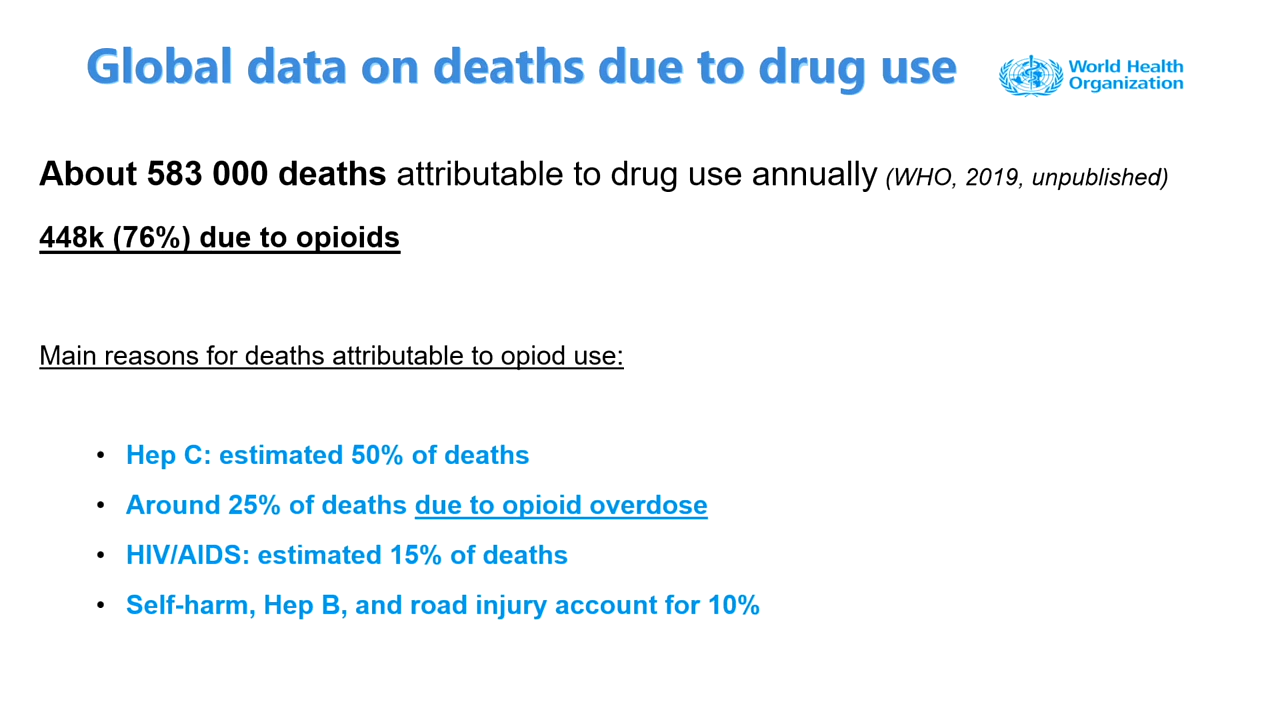 Global data on deaths due to drug use
World Health
Organization
About 583 000 deaths attributable to drug use annually (WHO, 2019, unpublished)
448k (76%) due to opioids
Main reasons for deaths attributable to opiod use:
• Hep C: estimated 50% of deaths
• Around 25% of deaths due to opioid overdose
• HIV/AIDS: estimated 15% of deaths
• Self-harm, Hep B, and road injury account for 10%